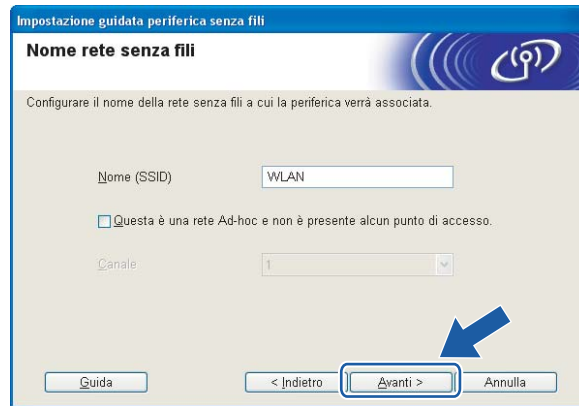 Impostazione guidata periferica senza fili
Nome rete senza fili
Configurare il nome della rete senza fili a cui la periferica verrà associata.
Nome (SSID) WLAN
Questa è una rete Ad-hoc e non è presente alcun punto di accesso.
Canale 1
Guida < Indietro Avanti > Annulla